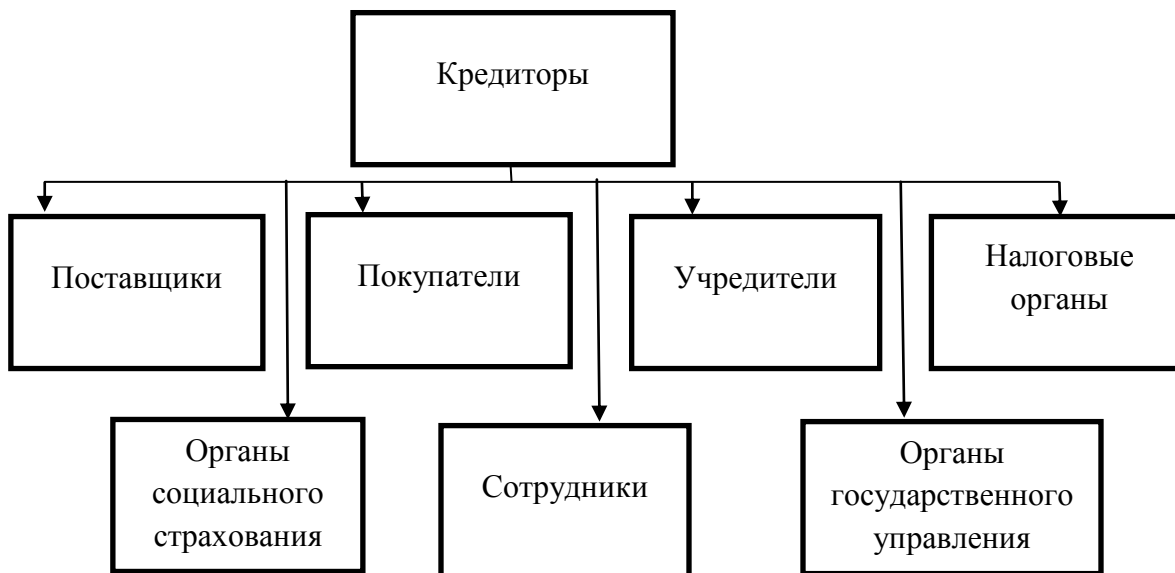 Кредиторы
Поставщики
Покупатели
Учредители
Налоговые
органы
Органы
социального
страхования
Сотрудники
Органы
государственного
управления